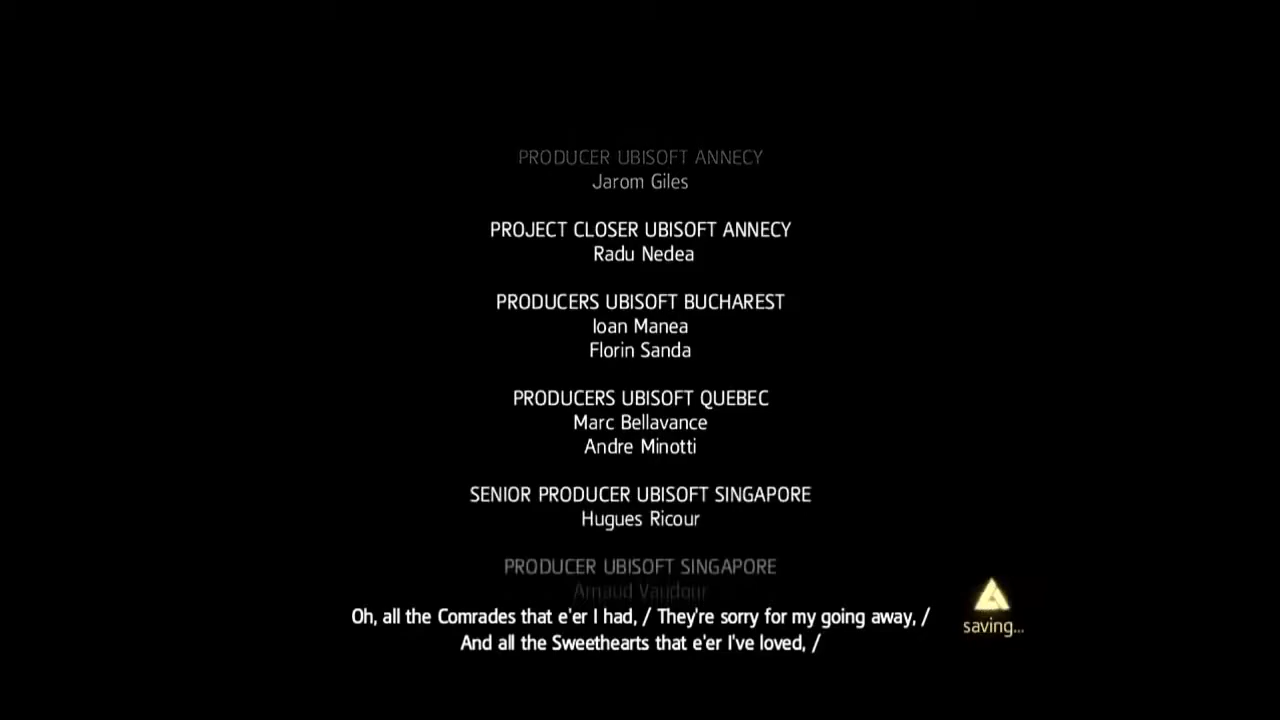 PRODUCER UBISOFT ANNECY
Jarom Giles
PROJECT CLOSER UBISOFT ANNECY
Radu Nedea
PRODUCERS UBISOFT BUCHAREST
Ioan Manea
Florin Sanda
PRODUCERS UBISOFT QUEBEC
Marc Bellavance
Andre Minotti
SENIOR PRODUCER UBISOFT SINGAPORE
Hugues Ricour
PRODUCER UBISOFT SINGAPORE
Arnaud Vaudour
Oh, all the Comrades that e'er I had, / They're sorry for my going away, /
And all the Sweethearts that e'er I've loved, /
saving...